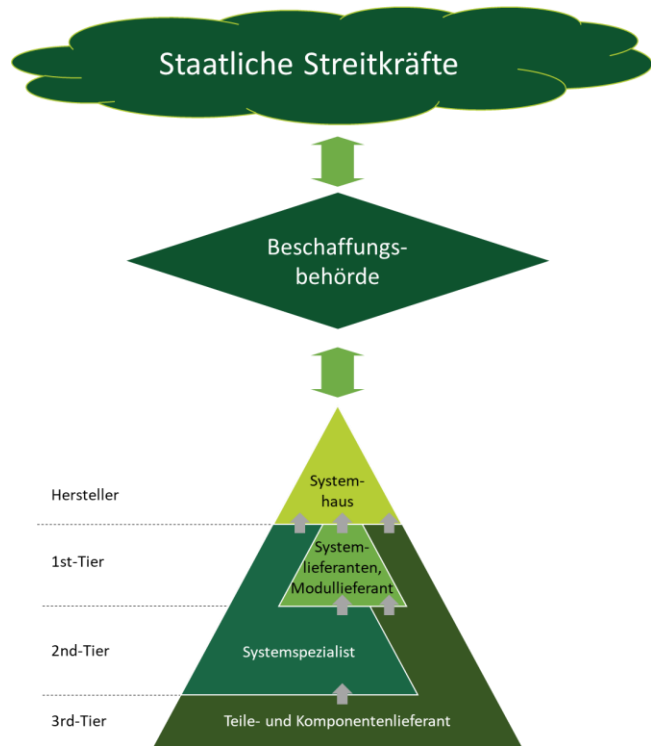 Staatliche Streitkräfte
Beschaffungs-
behörde
System-
haus
Hersteller
System-
lieferanten,
Modullieferant
1st-Tier
2nd-Tier
Systemspezialist
3rd-Tier
Teile- und Komponentenlieferant